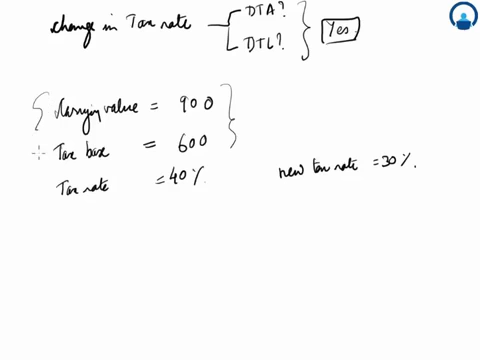 change in Tax rate
DTA?
DTL?
Yes
Carrying value = 900
Tax base = 600
Tax rate = 40%
new tax rate = 30%.